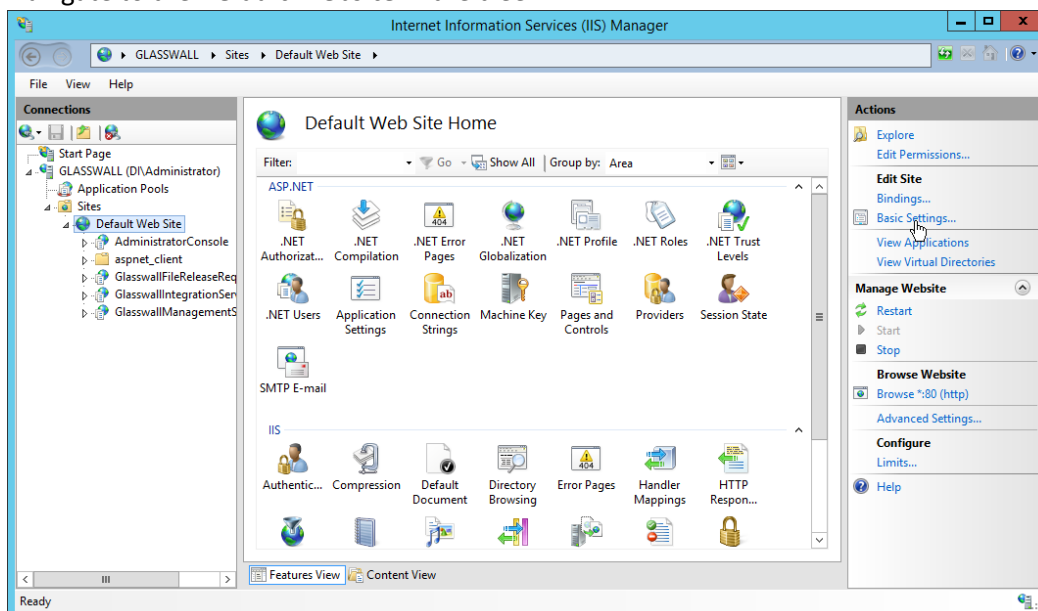 Internet Information Services (IIS) Manager
GLASSWALL Sites Default Web Site
File View Help
Connections
Start Page
GLASSWALL (DI\Administrator)
Application Pools
Sites
Default Web Site
AdministratorConsole
aspnet_client
GlasswallFileReleaseReq
GlasswallIntegrationServ
GlasswallManagementS
Default Web Site Home
Filter: Go Show All Group by: Area
ASP.NET
.NET Authorizat...
.NET Compilation
.NET Error Pages
.NET Globalization
.NET Profile
.NET Roles
.NET Trust Levels
.NET Users
Application Settings
Connection Strings
Machine Key
Pages and Controls
Providers
Session State
SMTP E-mail
IIS
Authentic...
Compression
Default Document
Directory Browsing
Error Pages
Handler Mappings
HTTP Respon...
Features View Content View
Actions
Explore
Edit Permissions...
Edit Site
Bindings...
Basic Settings...
View Applications
View Virtual Directories
Manage Website
Restart
Start
Stop
Browse Website
Browse *:80 (http)
Advanced Settings...
Configure
Limits...
Help
Ready